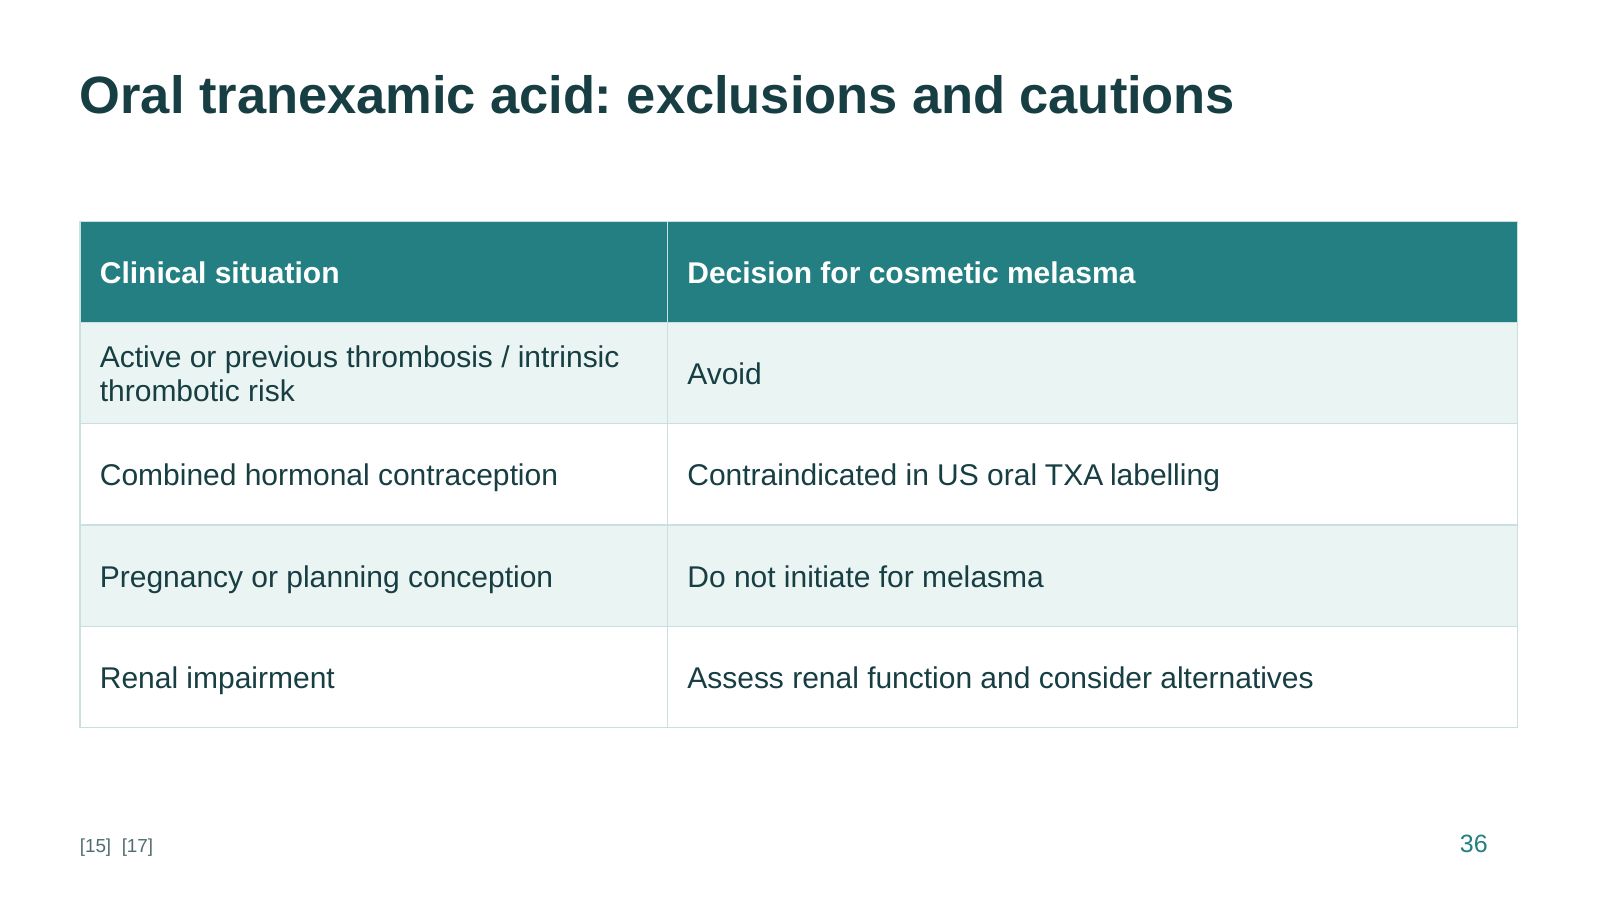 Oral tranexamic acid: exclusions and cautions
Clinical situation
Decision for cosmetic melasma
Active or previous thrombosis / intrinsic
thrombotic risk
Avoid
Combined hormonal contraception
Contraindicated in US oral TXA labelling
Pregnancy or planning conception
Do not initiate for melasma
Renal impairment
Assess renal function and consider alternatives
[15]  [17]
36